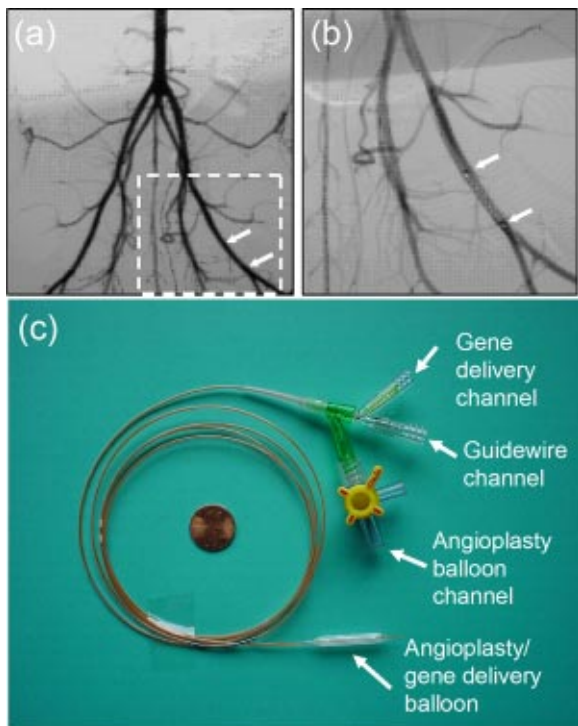 (a)
(b)
(c)
Gene
delivery
channel
Guidewire
channel
Angioplasty
balloon
channel
Angioplasty/
gene delivery
balloon